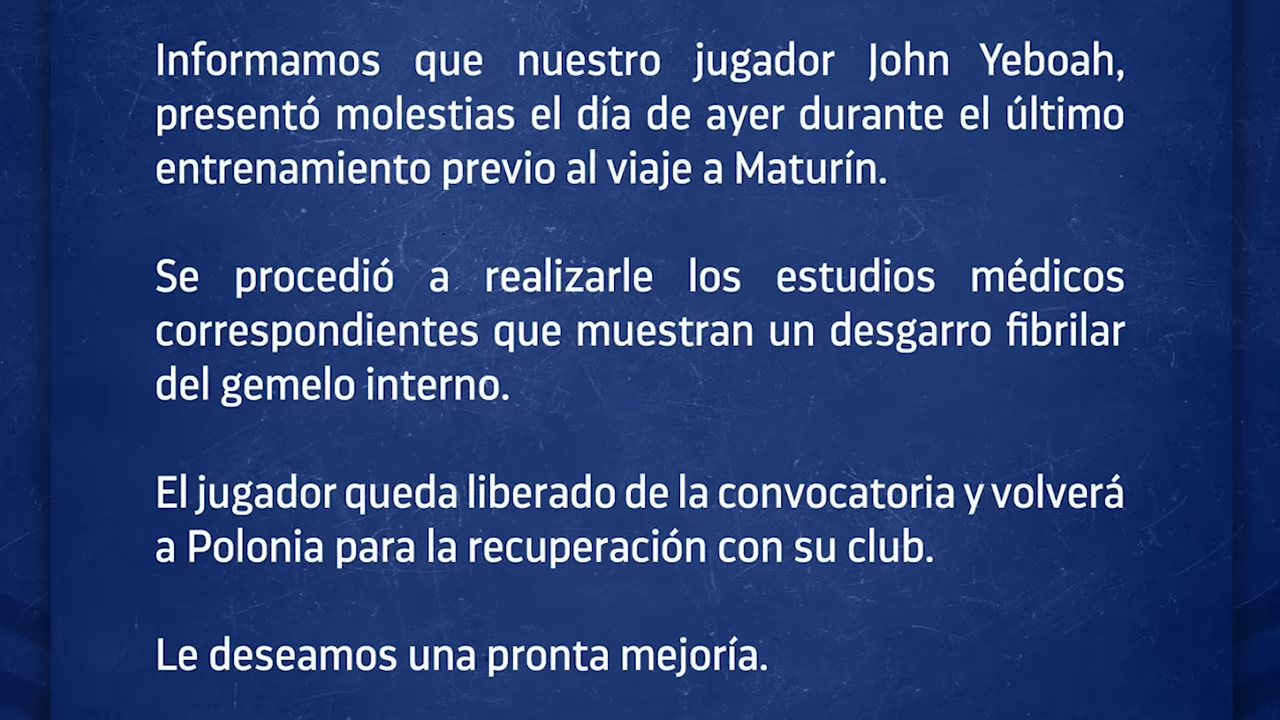 Informamos que nuestro jugador John Yeboah,
presentó molestias el día de ayer durante el último
entrenamiento previo al viaje a Maturín.
Se procedió a realizarle los estudios médicos
correspondientes que muestran un desgarro fibrilar
del gemelo interno.
El jugador queda liberado de la convocatoria y volverá
a Polonia para la recuperación con su club.
Le deseamos una pronta mejoría.